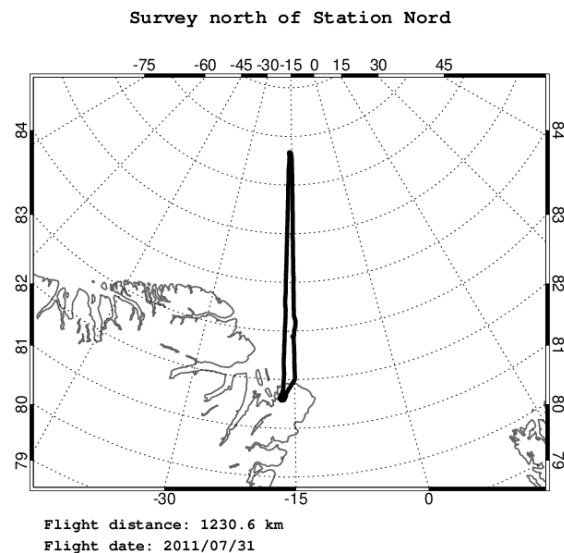 Survey north of Station Nord
-75 -60 -45 -30 -15 0 15 30 45
84 84
83 83
82 82
81 81
80 80
79 79
-30 -15 0
Flight distance: 1230.6 km
Flight date: 2011/07/31